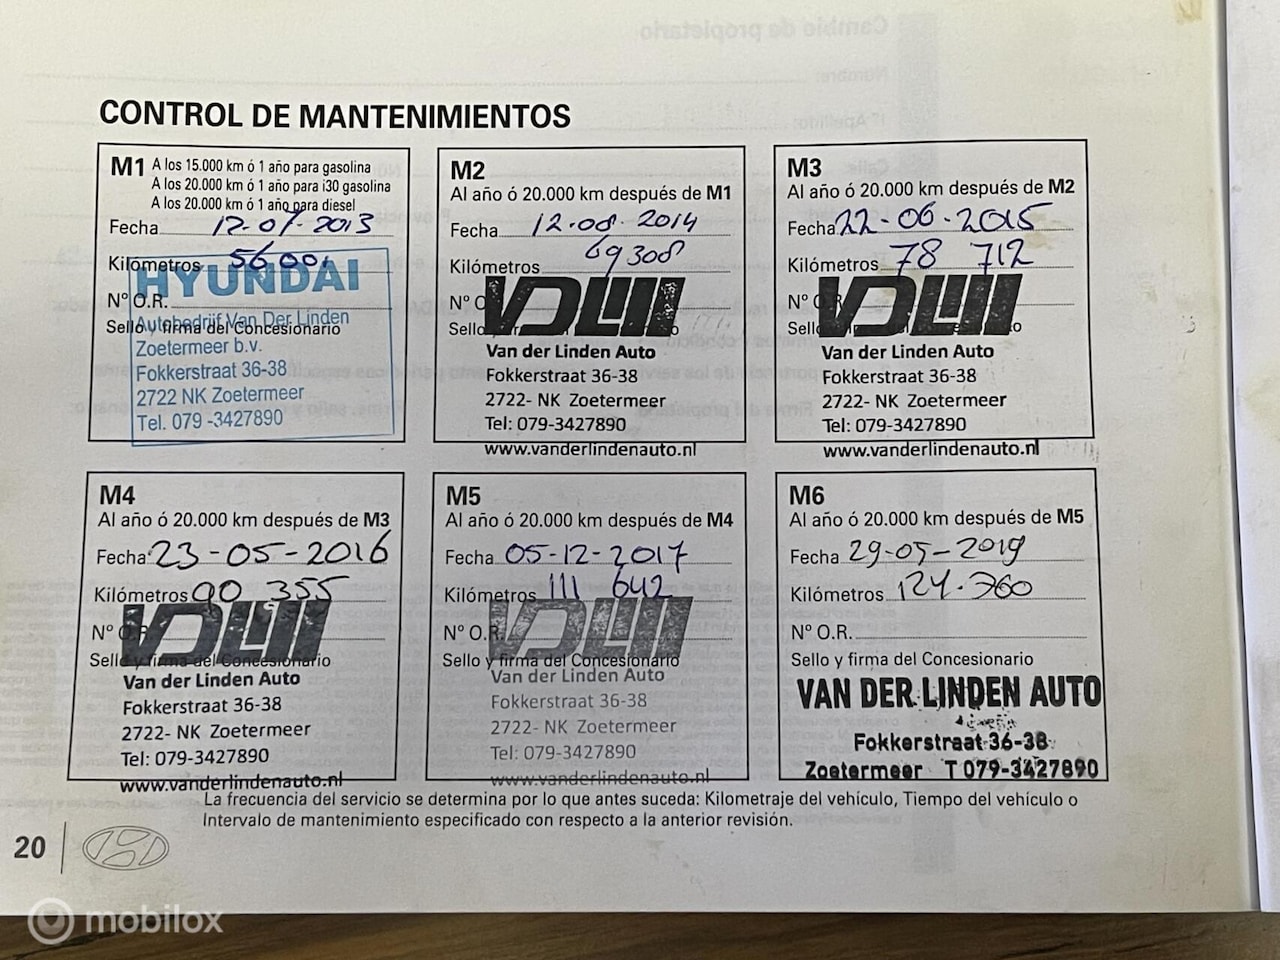 CONTROL DE MANTENIMIENTOS
M1 A los 15.000 km ó 1 año para gasolina
A los 20.000 km ó 1 año para i30 gasolina
A los 20.000 km ó 1 año para diesel
Fecha 12-07-2013
Kilómetros 56001
HYUNDAI
Nº O.R.
Autobedrijf Van Der Linden
Sello y firma del Concesionario
Zoetermeer b.v.
Fokkerstraat 36-38
2722 NK Zoetermeer
Tel. 079 -3427890
M2
Al año ó 20.000 km después de M1
Fecha 12-08-2014
Kilómetros 69308
Nº O
VDLII
Sello y
Van der Linden Auto
Fokkerstraat 36-38
2722- NK Zoetermeer
Tel: 079-3427890
www.vanderlindenauto.nl
M3
Al año ó 20.000 km después de M2
Fecha 22-06-2015
Kilómetros 78 712
Nº O
Van der Linden Auto
Fokkerstraat 36-38
2722- NK Zoetermeer
Tel: 079-3427890
www.vanderlindenauto.nl
M4
Al año ó 20.000 km después de M3
Fecha 23-05-2016
Kilómetros 90 355
Nº O.R.
Sello y firma del Concesionario
Van der Linden Auto
Fokkerstraat 36-38
2722- NK Zoetermeer
Tel: 079-3427890
www.vanderlindenauto.nl
M5
Al año ó 20.000 km después de M4
Fecha 05-12-2017
Kilómetros 111 642
Nº O.R.
Sello y firma del Concesionario
Van der Linden Auto
Fokkerstraat 36-38
2722- NK Zoetermeer
Tel: 079-3427890
www.vanderlindenauto.nl
M6
Al año ó 20.000 km después de M5
Fecha 29-05-2019
Kilómetros 124.360
Nº O.R.
Sello y firma del Concesionario
VAN DER LINDEN AUTO
Fokkerstraat 36-38
Zoetermeer T 079-3427890
La frecuencia del servicio se determina por lo que antes suceda: Kilometraje del vehículo, Tiempo del vehículo o
Intervalo de mantenimiento especificado con respecto a la anterior revisión.
20
mobilox